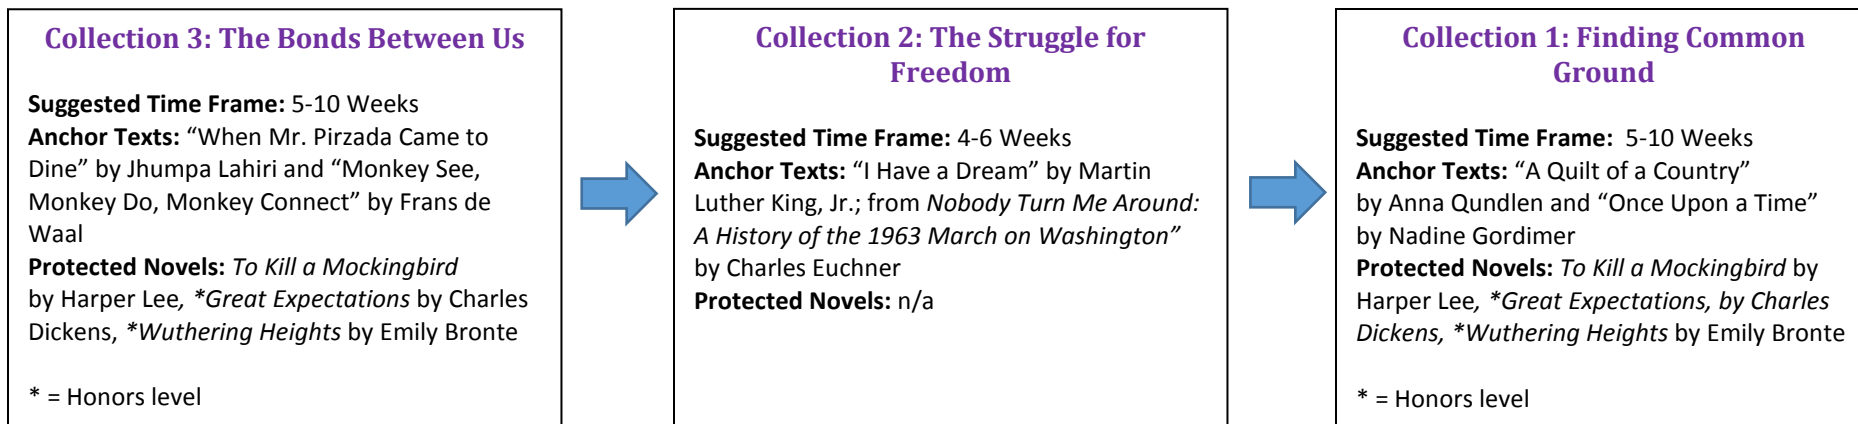 Collection 3: The Bonds Between Us
Suggested Time Frame: 5-10 Weeks
Anchor Texts: “When Mr. Pirzada Came to
Dine” by Jhumpa Lahiri and “Monkey See,
Monkey Do, Monkey Connect” by Frans de
Waal
Protected Novels: To Kill a Mockingbird
by Harper Lee, *Great Expectations by Charles
Dickens, *Wuthering Heights by Emily Bronte
* = Honors level
Collection 2: The Struggle for
Freedom
Suggested Time Frame: 4-6 Weeks
Anchor Texts: “I Have a Dream” by Martin
Luther King, Jr.; from Nobody Turn Me Around:
A History of the 1963 March on Washington”
by Charles Euchner
Protected Novels: n/a
Collection 1: Finding Common
Ground
Suggested Time Frame: 5-10 Weeks
Anchor Texts: “A Quilt of a Country”
by Anna Qundlen and “Once Upon a Time”
by Nadine Gordimer
Protected Novels: To Kill a Mockingbird by
Harper Lee, *Great Expectations, by Charles
Dickens, *Wuthering Heights by Emily Bronte
* = Honors level